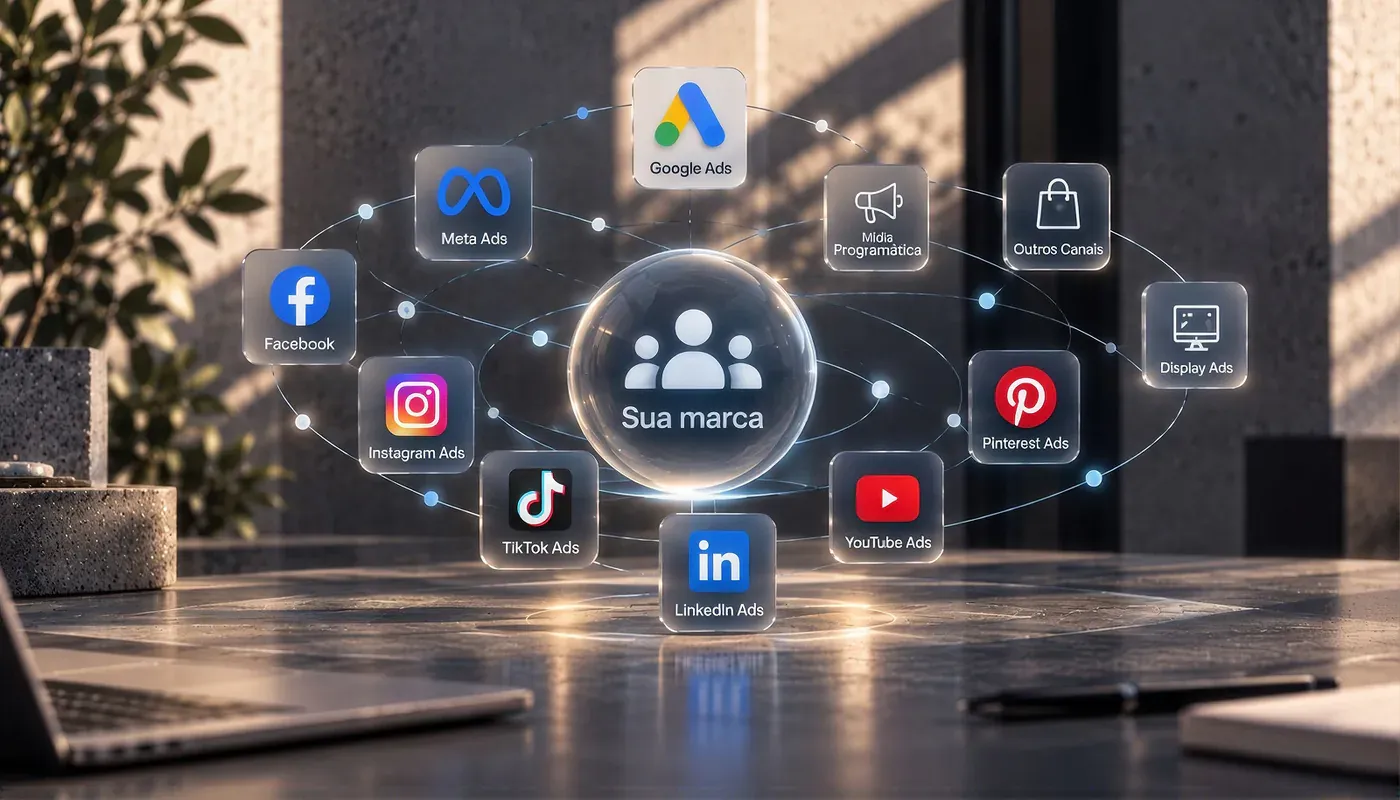 Google Ads
Meta Ads
Mídia
Programática
Outros Canais
Facebook
Display Ads
Instagram Ads
Sua marca
Pinterest Ads
TikTok Ads
YouTube Ads
in
LinkedIn Ads